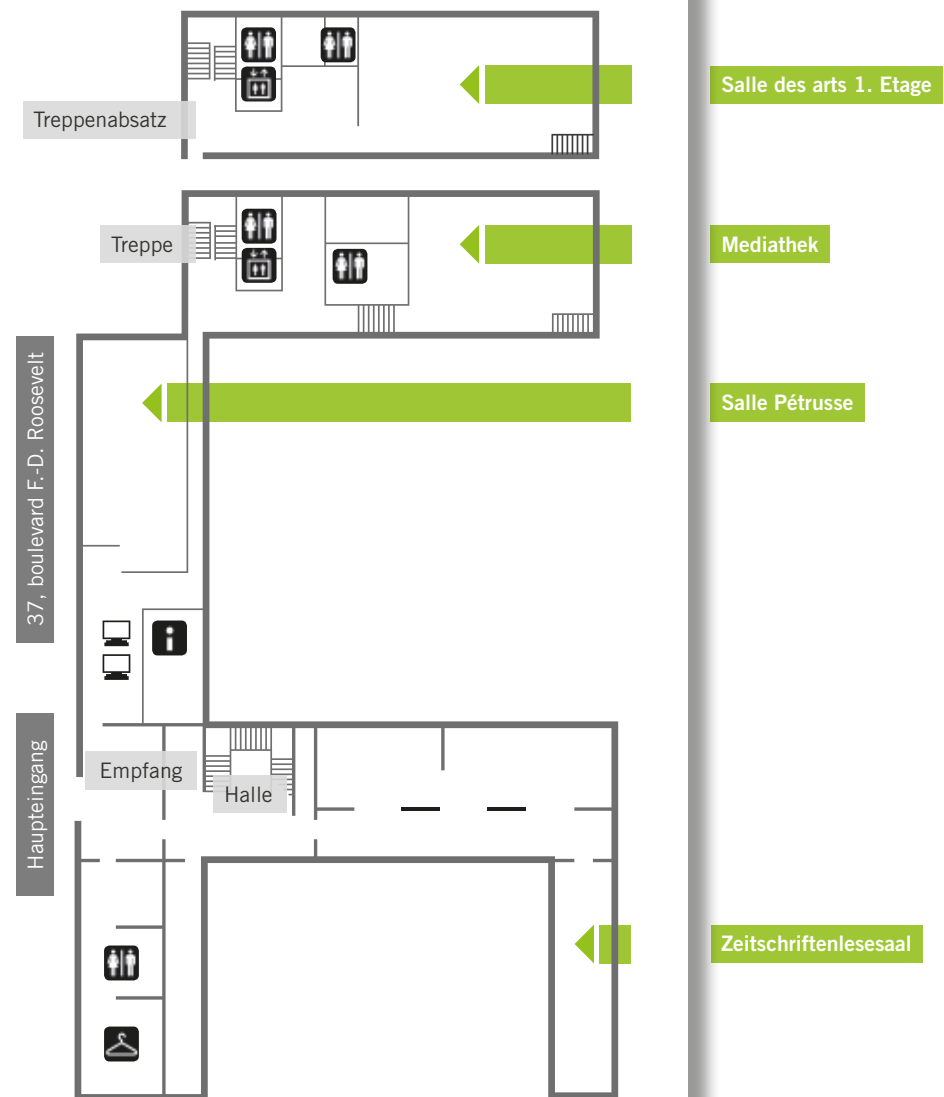 Salle des arts 1. Etage
Treppenabsatz
Treppe
Mediathek
37, boulevard F.-D. Roosevelt
Salle Pétrusse
i
Haupteingang
Empfang
Halle
Zeitschriftenlesesaal